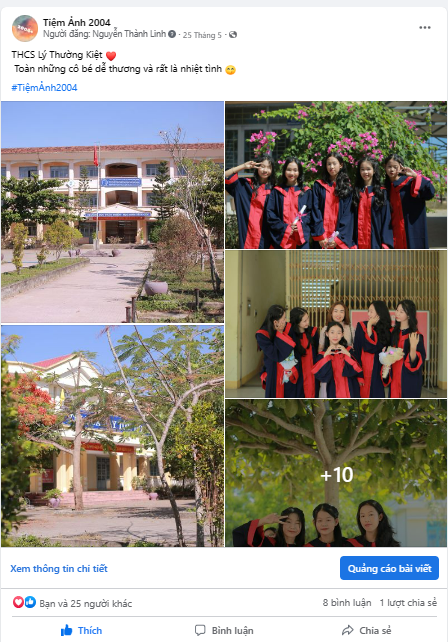 Tiệm Ảnh 2004
Người đăng: Nguyễn Thành Linh · 25 Tháng 5 ·
THCS Lý Thường Kiệt ❤️
Toàn những cô bé dễ thương và rất là nhiệt tình 😁
#TiệmẢnh2004
+10
Xem thông tin chi tiết
Quảng cáo bài viết
Bạn và 25 người khác
8 bình luận 1 lượt chia sẻ
Thích
Bình luận
Chia sẻ